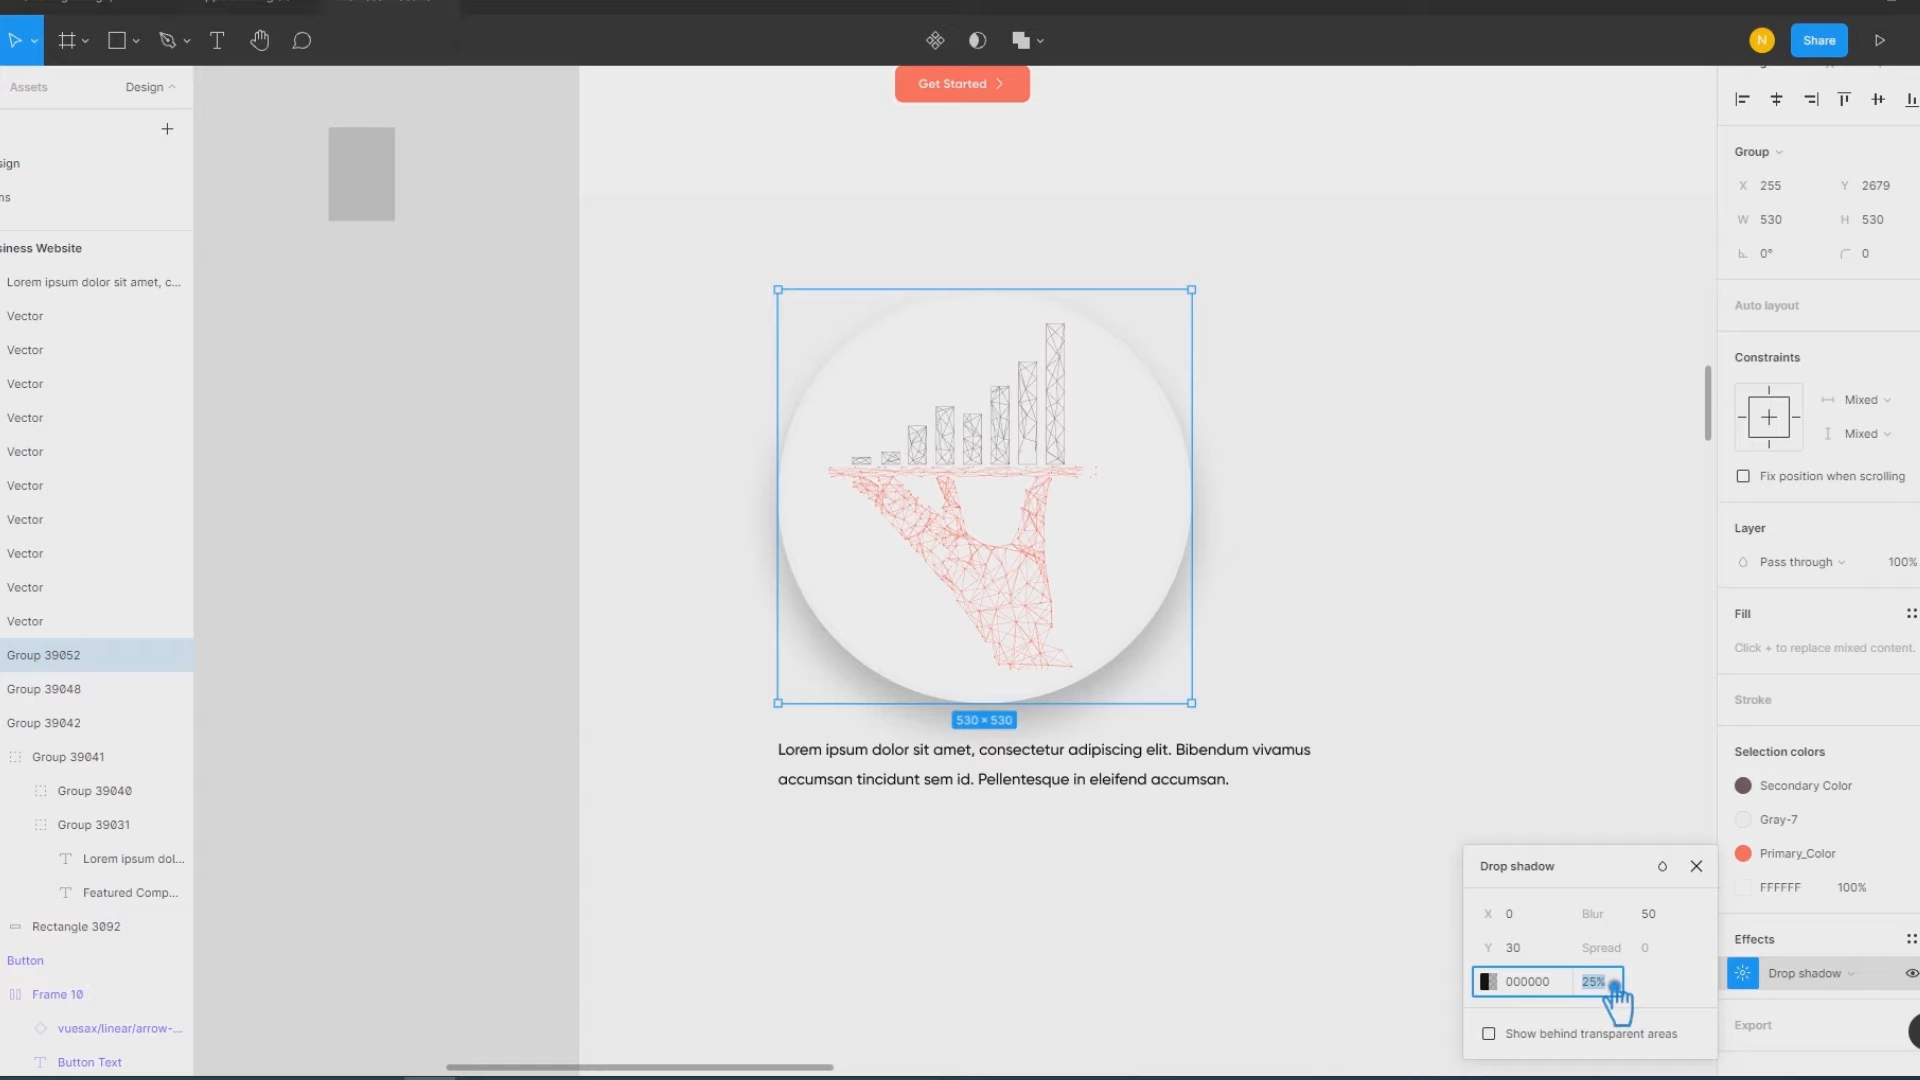 N
Share
Assets
Design
Get Started
sign
ns
siness Website
Lorem ipsum dolor sit amet, c...
Vector
Vector
Vector
Vector
Vector
Vector
Vector
Vector
Vector
Vector
Group 39052
Group 39048
Group 39042
Group 39041
Group 39040
Group 39031
Lorem ipsum dol...
Featured Comp...
Rectangle 3092
Button
Frame 10
vuesax/linear/arrow-...
Button Text
530 × 530
Lorem ipsum dolor sit amet, consectetur adipiscing elit. Bibendum vivamus
accumsan tincidunt sem id. Pellentesque in eleifend accumsan.
Drop shadow
X 0 Blur 50
Y 30 Spread 0
000000 25%
Show behind transparent areas
Group
X 255 Y 2679
W 530 H 530
0° 0
Auto layout
Constraints
Mixed
Mixed
Fix position when scrolling
Layer
Pass through 100%
Fill
Click + to replace mixed content.
Stroke
Selection colors
Secondary Color
Gray-7
Primary_Color
FFFFFF 100%
Effects
Drop shadow
Export